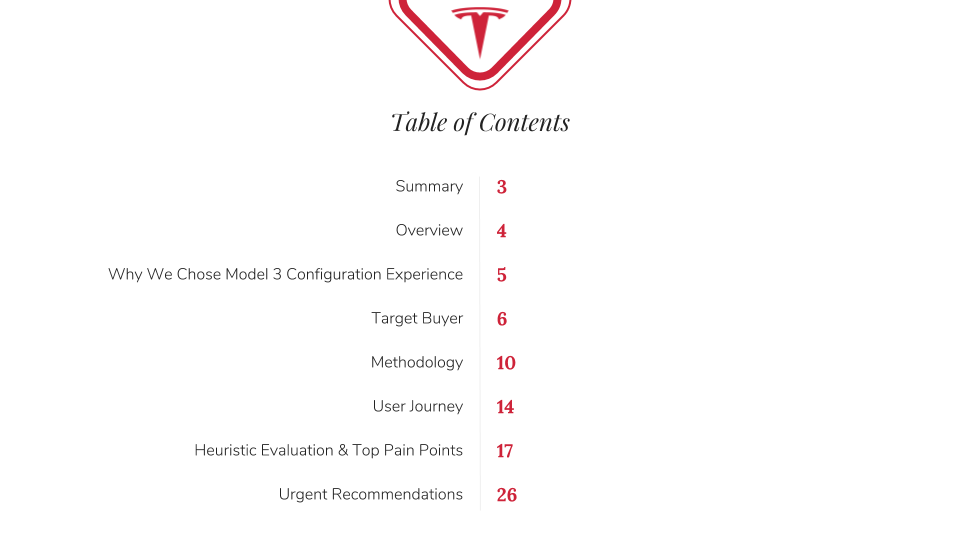 Table of Contents
Summary 3
Overview 4
Why We Chose Model 3 Configuration Experience 5
Target Buyer 6
Methodology 10
User Journey 14
Heuristic Evaluation & Top Pain Points 17
Urgent Recommendations 26